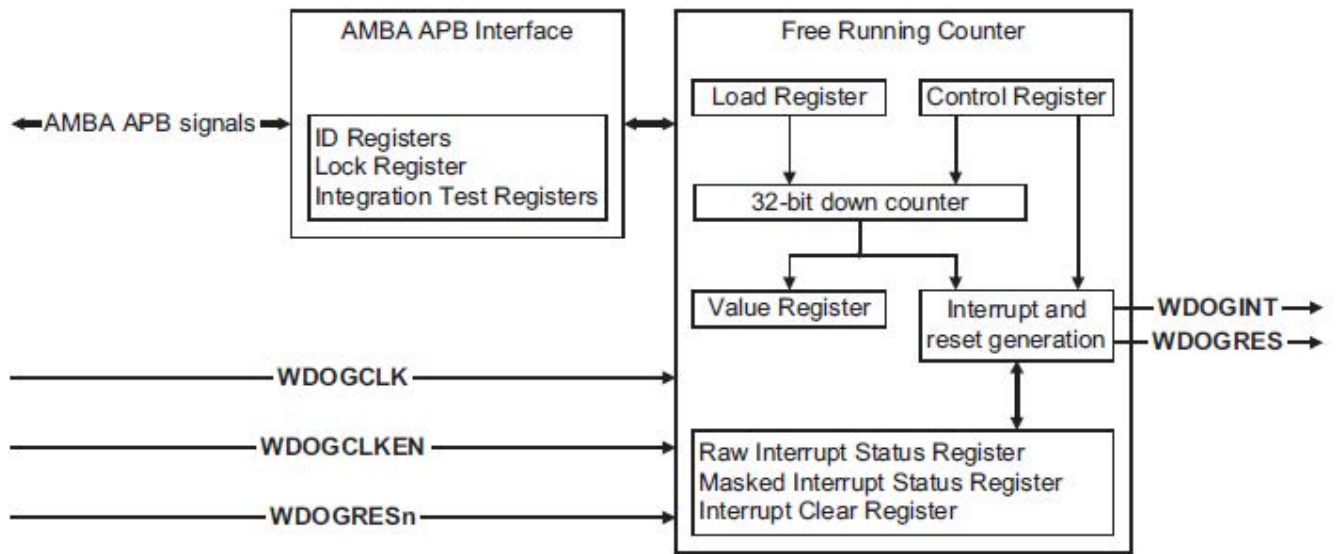 AMBA APB Interface
Free Running Counter
Load Register
Control Register
AMBA APB signals
ID Registers
Lock Register
Integration Test Registers
32-bit down counter
Value Register
Interrupt and
reset generation
WDOGINT
WDOGRES
WDOGCLK
WDOGCLKEN
WDOGRESn
Raw Interrupt Status Register
Masked Interrupt Status Register
Interrupt Clear Register